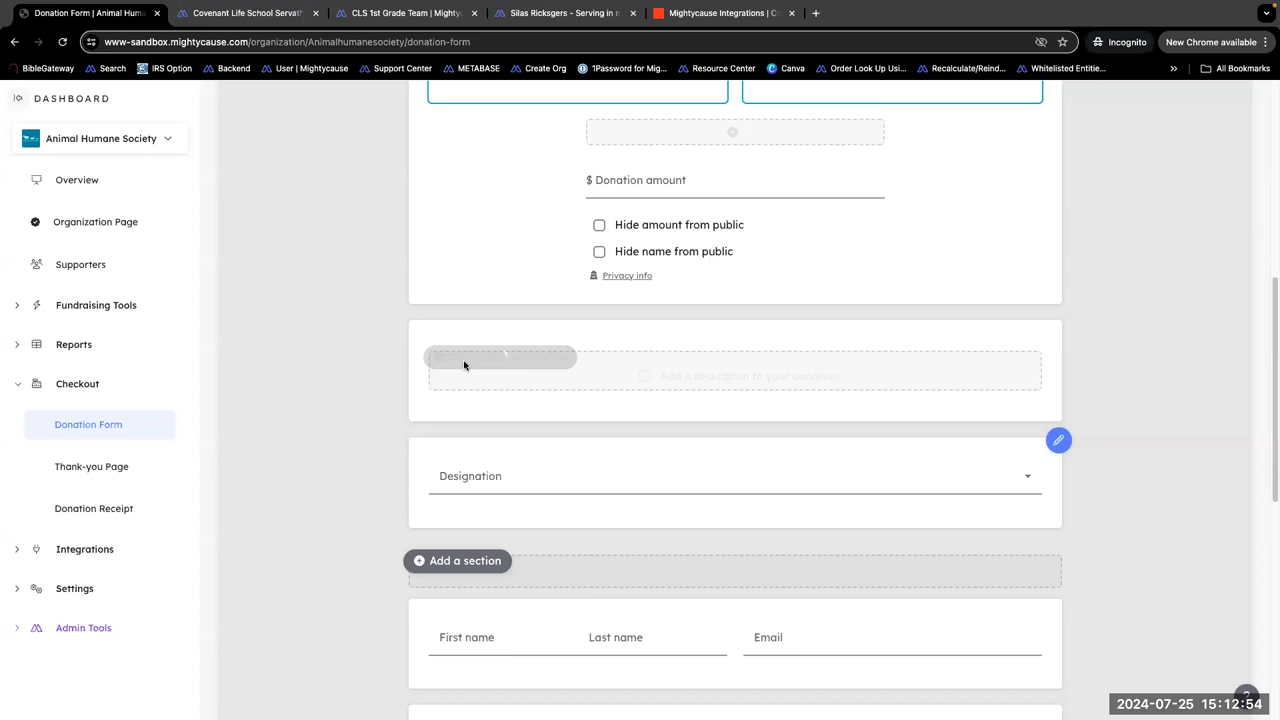 Donation Form | Animal Huma
Covenant Life School Servath
CLS 1st Grade Team | Mighty
Silas Ricksgers - Serving in
Mightycause Integrations | C
www-sandbox.mightycause.com/organization/Animalhumanesociety/donation-form
Incognito
New Chrome available
BibleGateway
Search
IRS Option
Backend
User | Mightycause
Support Center
METABASE
Create Org
1Password for Mig...
Resource Center
Canva
Order Look Up Usi...
Recalculate/Reind...
Whitelisted Entitie...
All Bookmarks
DASHBOARD
Animal Humane Society
Overview
Organization Page
Supporters
Fundraising Tools
Reports
Checkout
Donation Form
Thank-you Page
Donation Receipt
Integrations
Settings
Admin Tools
$ Donation amount
Hide amount from public
Hide name from public
Privacy info
Add a dedication to your donation
Designation
Add a section
First name
Last name
Email
?
2024-07-25 15:12:54